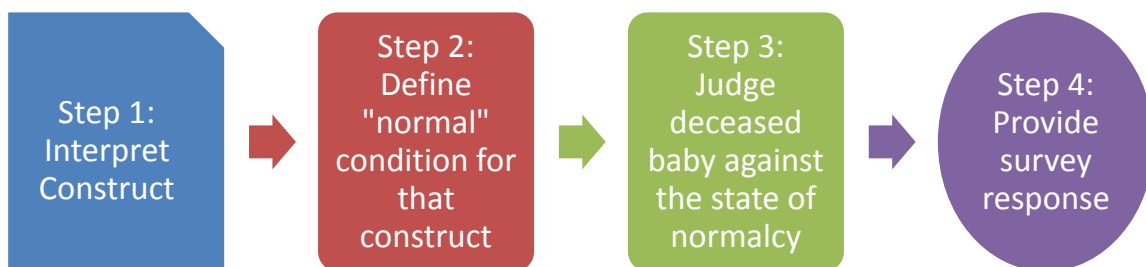 Step 1:
Interpret
Construct
Step 2:
Define
"normal"
condition for
that
construct
Step 3:
Judge
deceased
baby against
the state of
normalcy
Step 4:
Provide
survey
response